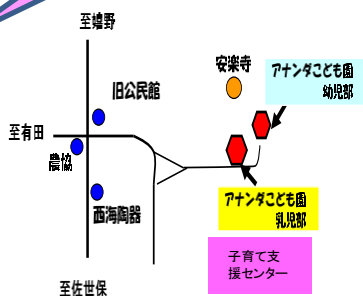 至嬉野
旧公民館
安楽寺
アナンダこども園
幼児部
至有田
農協
西海陶器
アナンダこども園
乳児部
子育て支
援センター
至佐世保